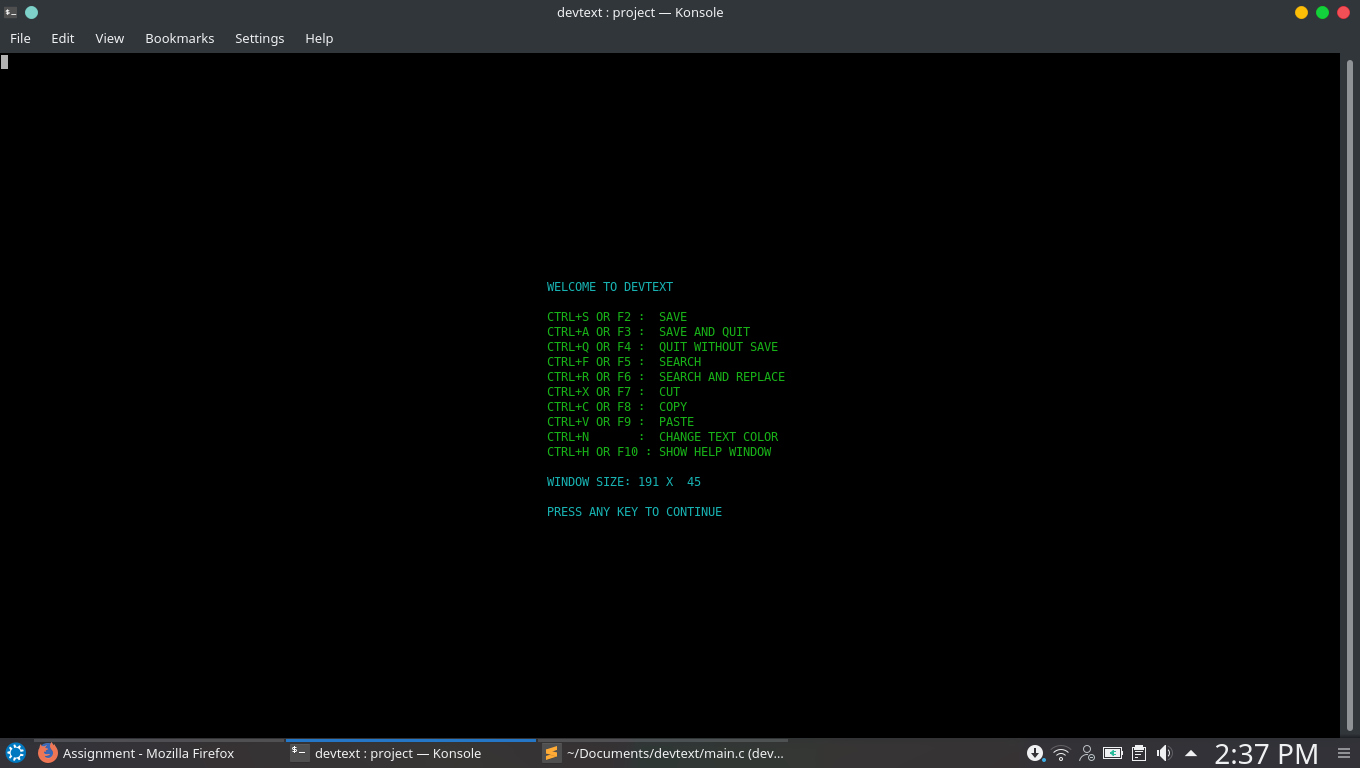 devtext : project — Konsole
File Edit View Bookmarks Settings Help
WELCOME TO DEVTEXT
CTRL+S OR F2 :  SAVE
CTRL+A OR F3 :  SAVE AND QUIT
CTRL+Q OR F4 :  QUIT WITHOUT SAVE
CTRL+F OR F5 :  SEARCH
CTRL+R OR F6 :  SEARCH AND REPLACE
CTRL+X OR F7 :  CUT
CTRL+C OR F8 :  COPY
CTRL+V OR F9 :  PASTE
CTRL+N       :  CHANGE TEXT COLOR
CTRL+H OR F10 : SHOW HELP WINDOW
WINDOW SIZE: 191 X  45
PRESS ANY KEY TO CONTINUE
Assignment - Mozilla Firefox devtext : project — Konsole ~/Documents/devtext/main.c (dev... 2:37 PM